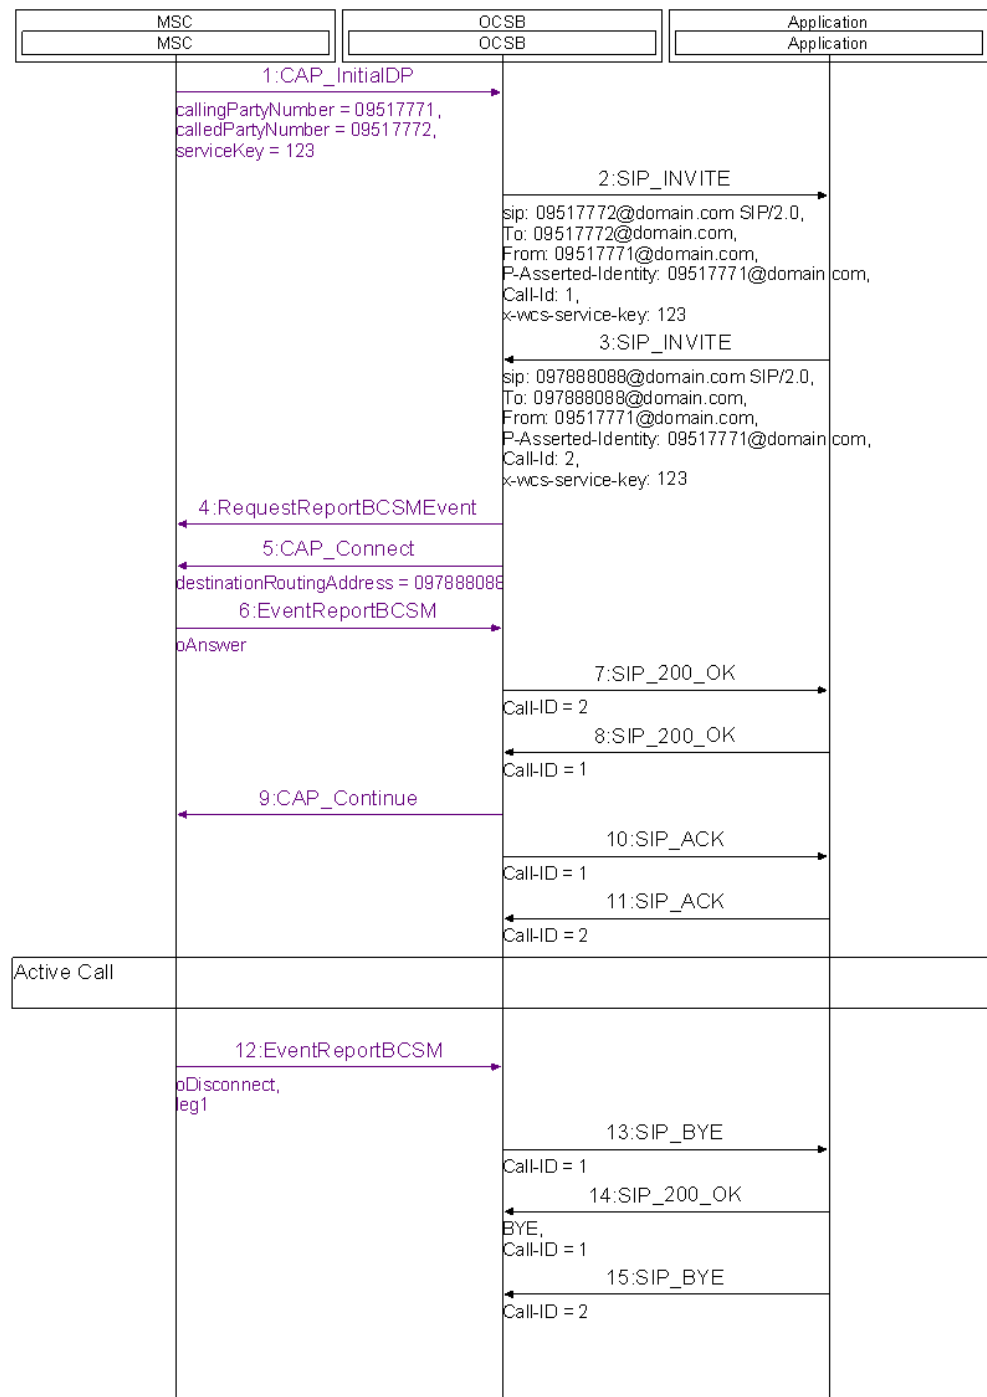 MSC OCSB Application
MSC OCSB Application
1:CAP_InitialDP
callingPartyNumber = 09517771,
calledPartyNumber = 09517772,
serviceKey = 123
2:SIP_INVITE
sip: 09517772@domain.com SIP/2.0,
To: 09517772@domain.com,
From: 09517771@domain.com,
P-Asserted-Identity: 09517771@domain.com,
Call-Id: 1,
x-wcs-service-key: 123
3:SIP_INVITE
sip: 097888088@domain.com SIP/2.0,
To: 097888088@domain.com,
From: 09517771@domain.com,
P-Asserted-Identity: 09517771@domain.com,
Call-Id: 2,
x-wcs-service-key: 123
4:RequestReportBCSMEvent
5:CAP_Connect
destinationRoutingAddress = 097888088
6:EventReportBCSM
oAnswer
7:SIP_200_OK
Call-ID = 2
8:SIP_200_OK
Call-ID = 1
9:CAP_Continue
10:SIP_ACK
Call-ID = 1
11:SIP_ACK
Call-ID = 2
Active Call
12:EventReportBCSM
oDisconnect,
leg1
13:SIP_BYE
Call-ID = 1
14:SIP_200_OK
BYE,
Call-ID = 1
15:SIP_BYE
Call-ID = 2